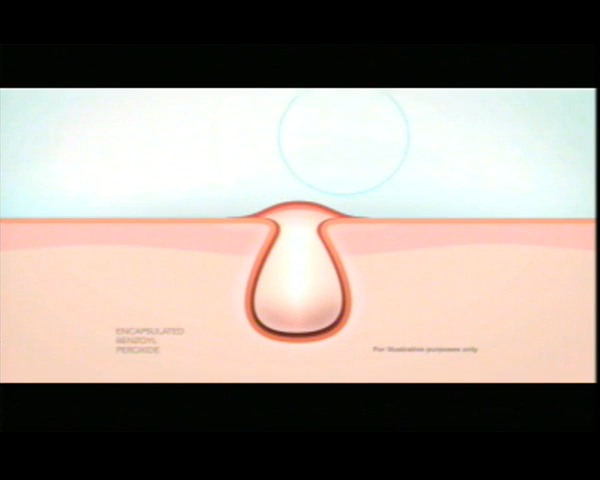 ENCAPSULATED
BENZOYL
PEROXIDE
For illustrative purposes only